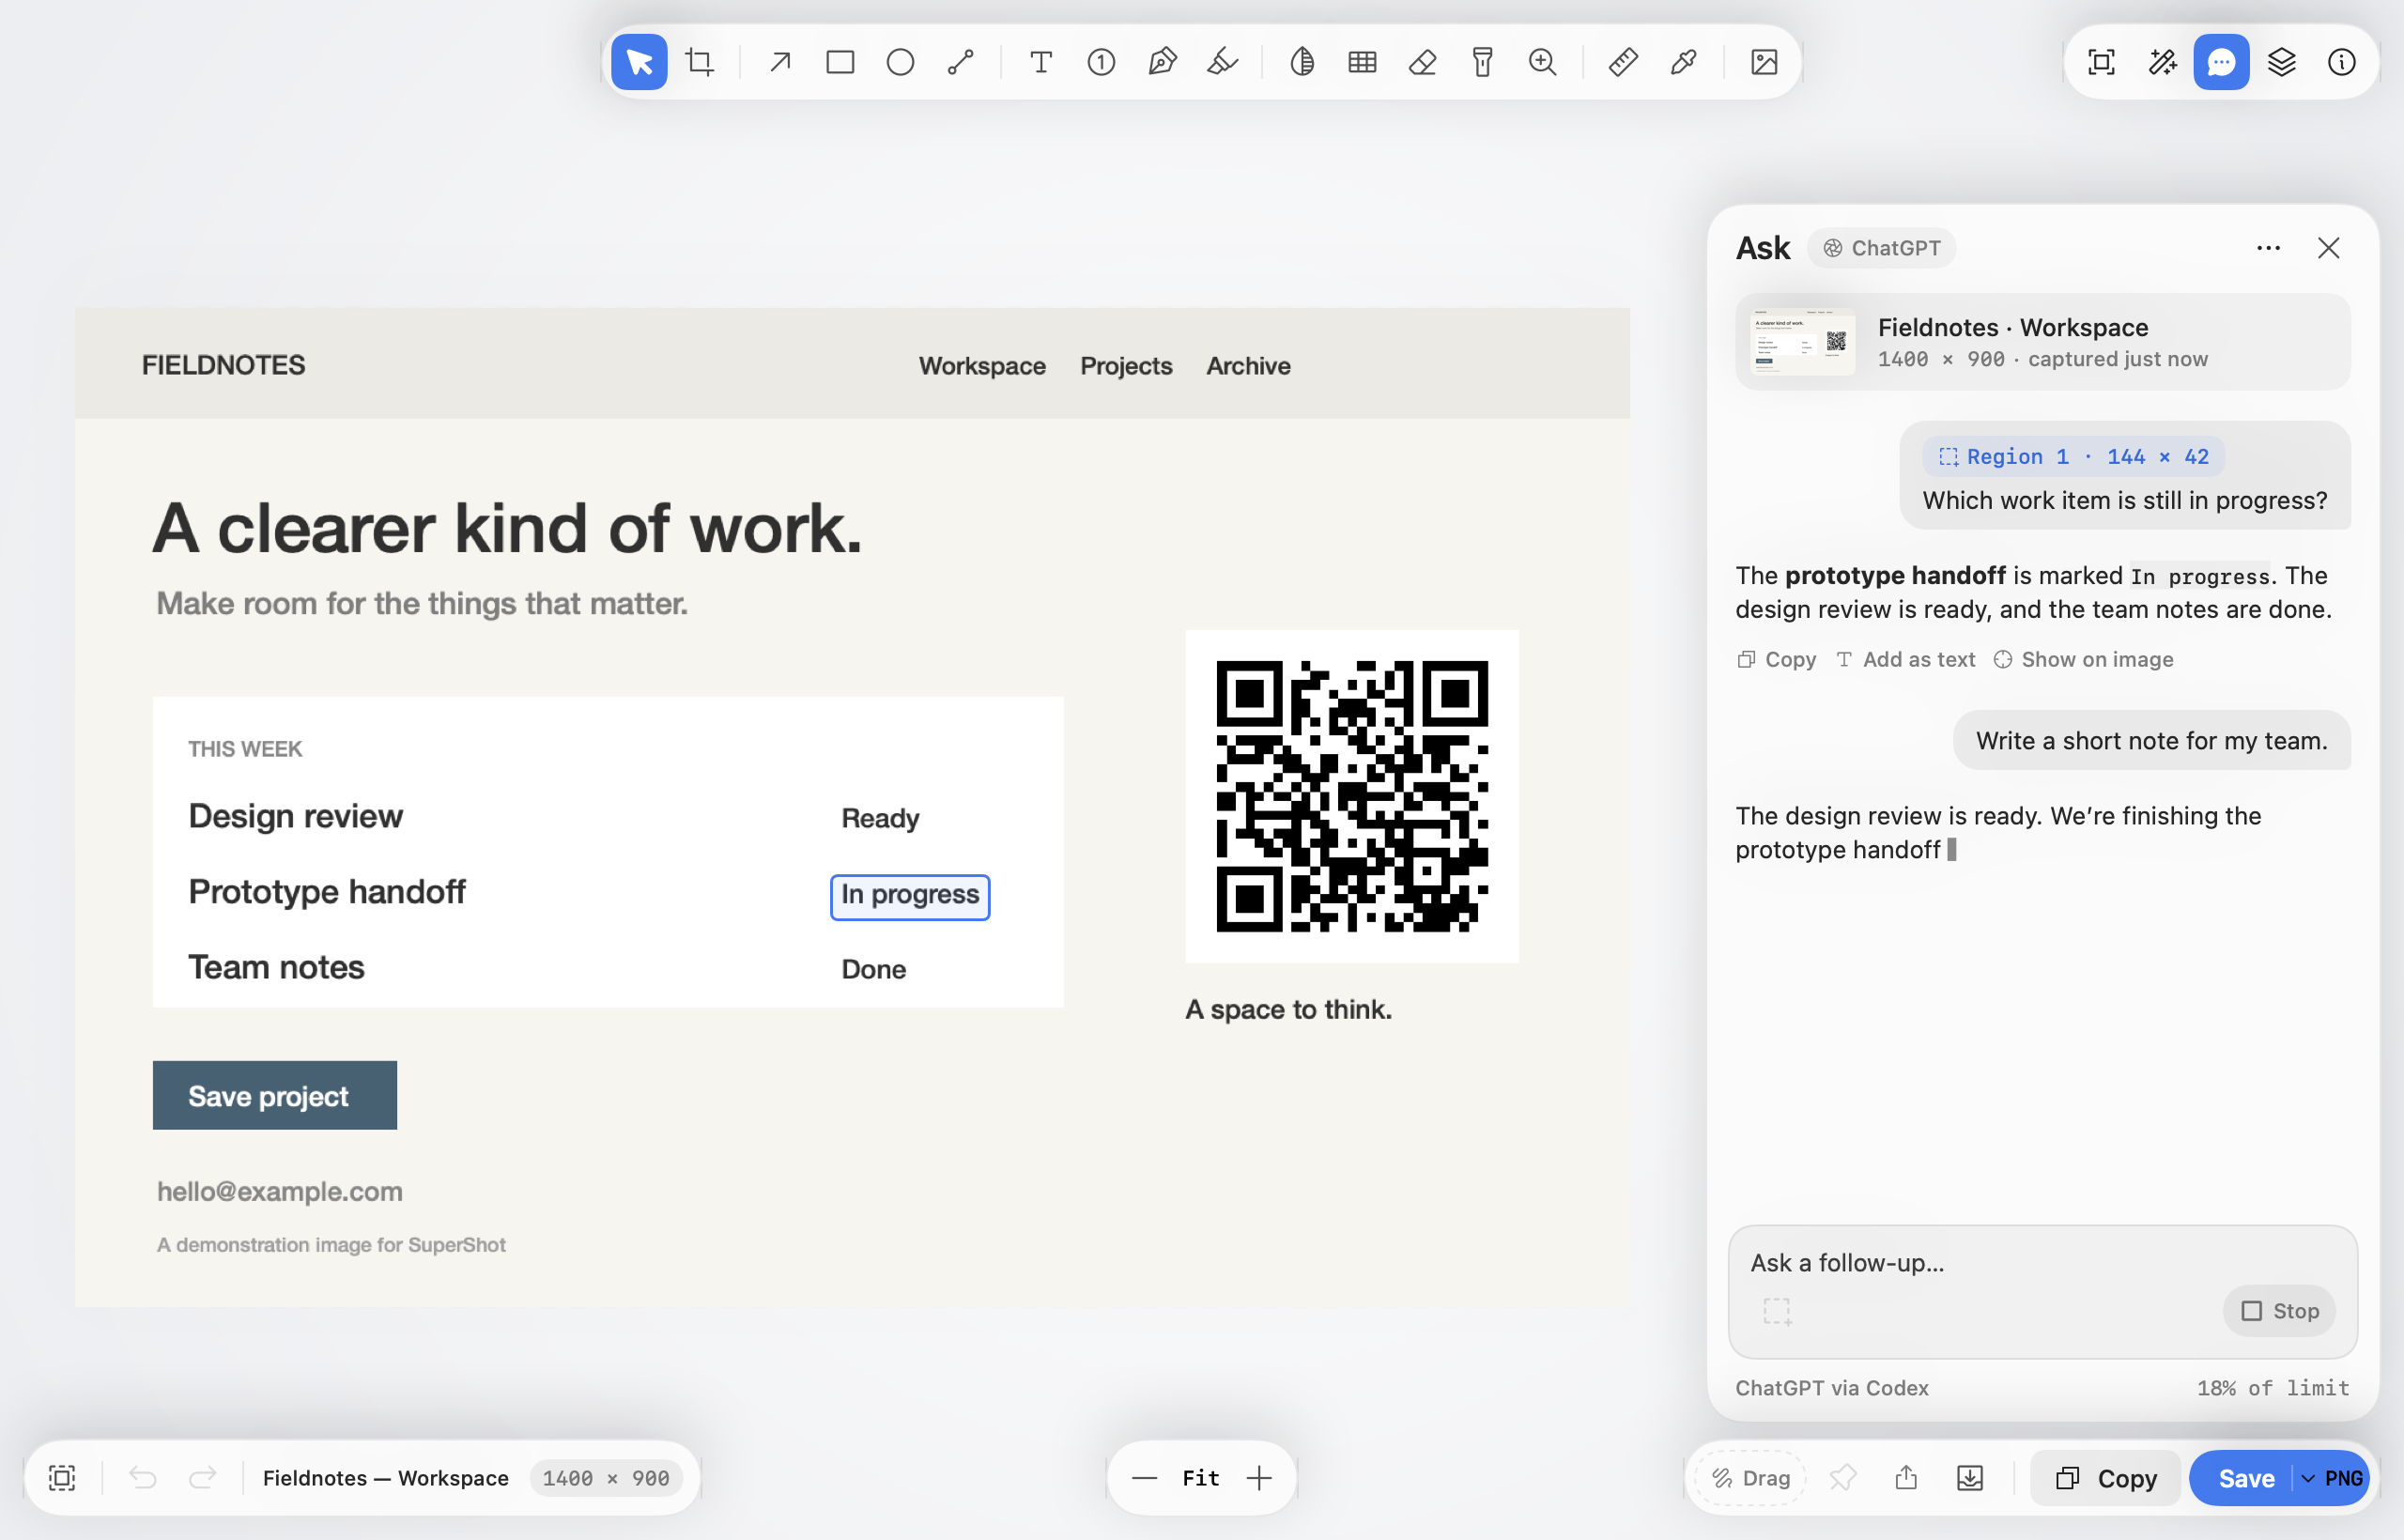 Ask
ChatGPT
Fieldnotes · Workspace
1400 × 900 · captured just now
FIELDNOTES
Workspace
Projects
Archive
A clearer kind of work.
Make room for the things that matter.
THIS WEEK
Design review
Ready
Prototype handoff
In progress
Team notes
Done
A space to think.
Save project
hello@example.com
A demonstration image for SuperShot
Region 1 · 144 × 42
Which work item is still in progress?
The prototype handoff is marked In progress. The
design review is ready, and the team notes are done.
Copy
Add as text
Show on image
Write a short note for my team.
The design review is ready. We’re finishing the
prototype handoff
Ask a follow-up...
Stop
ChatGPT via Codex
18% of limit
Fieldnotes — Workspace
1400 × 900
Fit
Drag
Copy
Save
PNG